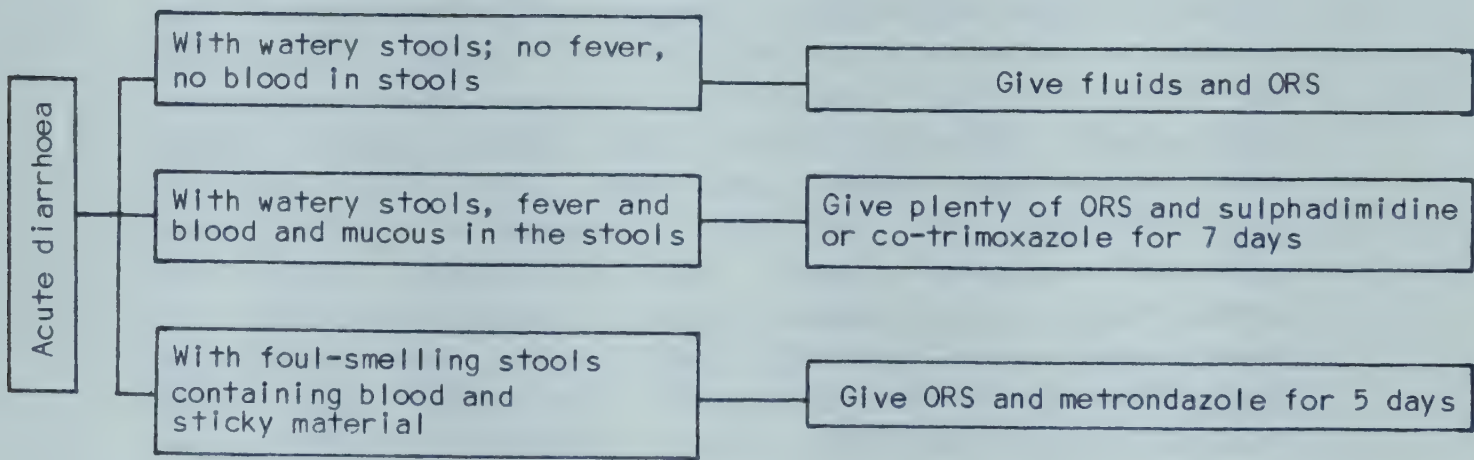 Acute diarrhoea
With watery stools; no fever,
no blood in stools
Give fluids and ORS
With watery stools, fever and
blood and mucous in the stools
Give plenty of ORS and sulphadimidine
or co-trimoxazole for 7 days
With foul-smelling stools
containing blood and
sticky material
Give ORS and metrondazole for 5 days